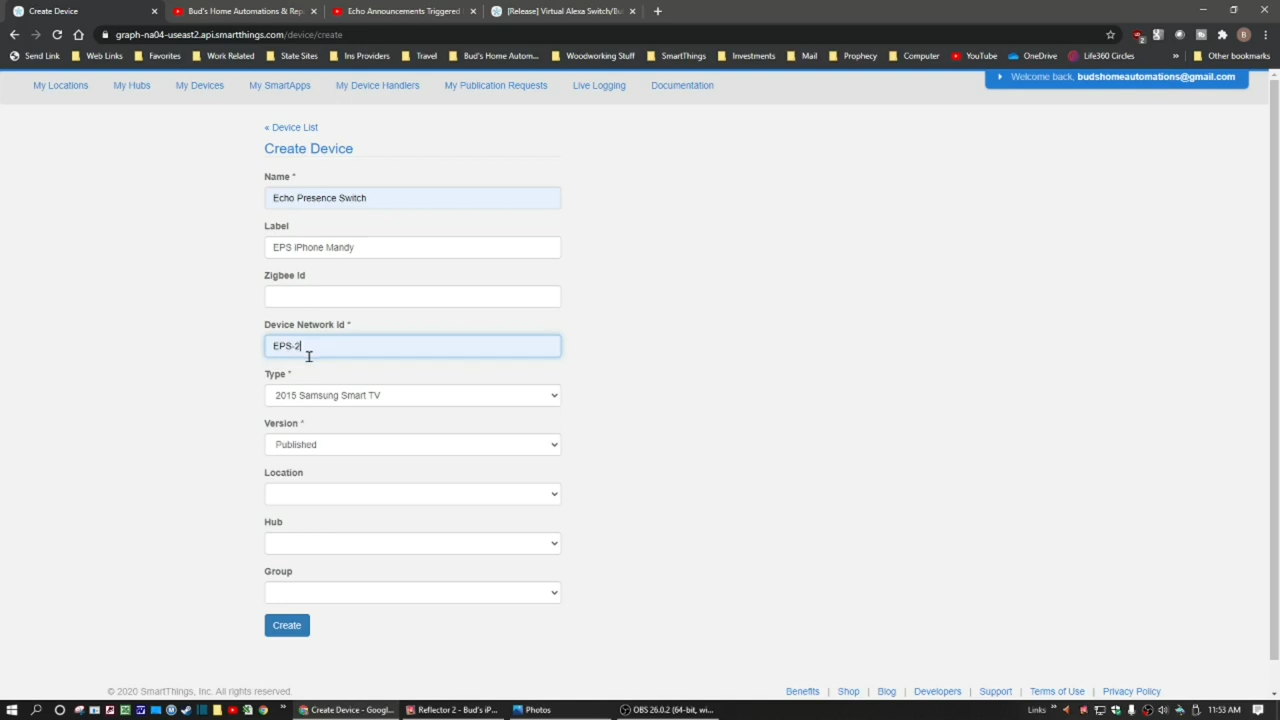 Create Device
Bud's Home Automations & Rep
Echo Announcements Triggered
[Release] Virtual Alexa Switch/Bu
graph-na04-useast2.api.smartthings.com/device/create
B
2
Send Link
Web Links
Favorites
Work Related
State Sites
Ins Providers
Travel
Bud's Home Autom...
Woodworking Stuff
SmartThings
Investments
Mail
Prophecy
Computer
YouTube
OneDrive
Life360 Circles
»
Other bookmarks
Welcome back, budshomeautomations@gmail.com
My Locations
My Hubs
My Devices
My SmartApps
My Device Handlers
My Publication Requests
Live Logging
Documentation
« Device List
Create Device
Name *
Echo Presence Switch
Label
EPS iPhone Mandy
Zigbee Id
Device Network Id *
EPS-2
Type *
2015 Samsung Smart TV
Version *
Published
Location
Hub
Group
Create
© 2020 SmartThings, Inc. All rights reserved.
Benefits | Shop | Blog | Developers | Support | Terms of Use | Privacy Policy
»
Create Device - Googl...
Reflector 2 - Bud's iP...
Photos
OBS 26.0.2 (64-bit, wi...
Links »
11:53 AM